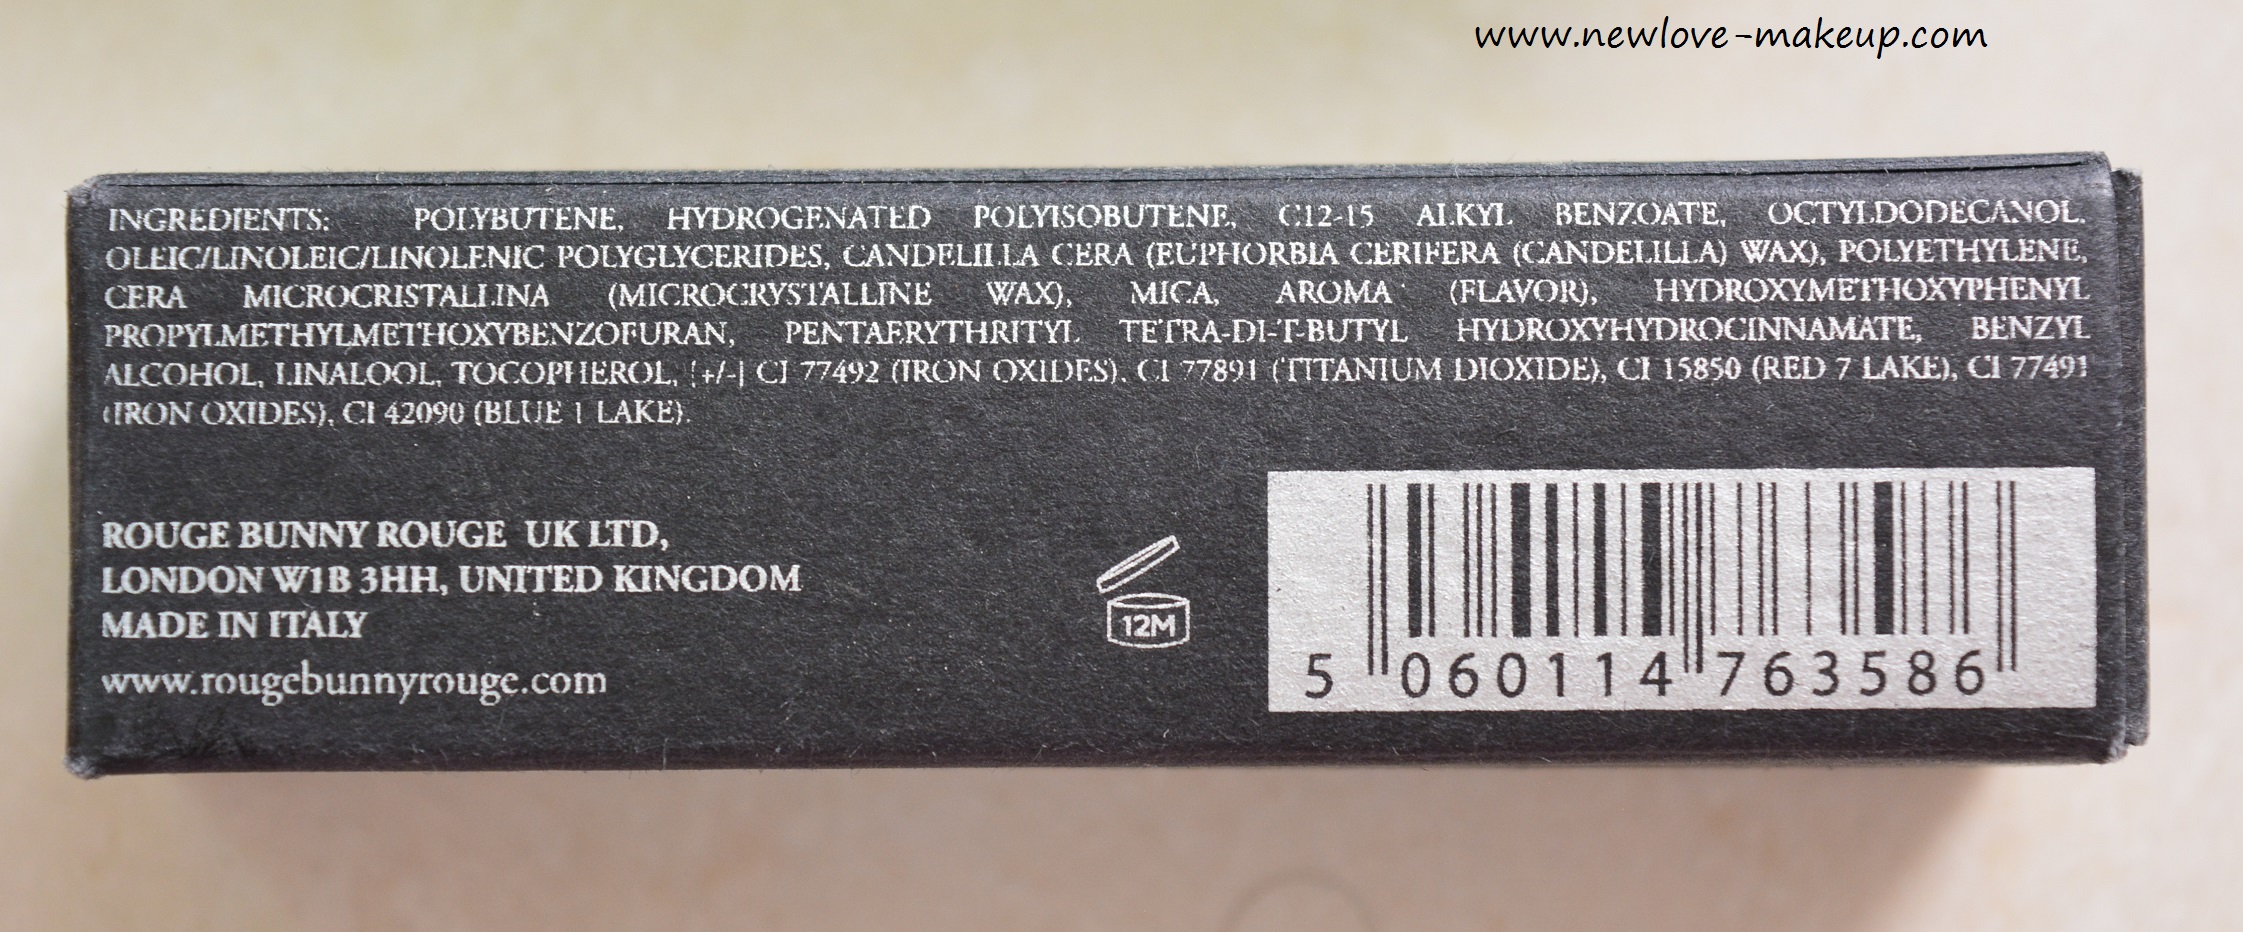 www.newlove-makeup.com
INGREDIENTS: POLYBUTENE, HYDROGENATED POLYISOBUTENE, C12-15 ALKYL BENZOATE, OCTYLDODECANOL,
OLEIC/LINOLEIC/LINOLENIC POLYGLYCERIDES, CANDELILLA CERA (EUPHORBIA CERIFERA (CANDELILLA) WAX), POLYETHYLENE,
CERA MICROCRISTALLINA (MICROCRYSTALLINE WAX), MICA, AROMA (FLAVOR), HYDROXYMETHOXYPHENYL
PROPYLMETHYLMETHOXYBENZOFURAN, PENTAERYTHRITYL TETRA-DI-T-BUTYL HYDROXYHYDROCINNAMATE, BENZYL
ALCOHOL, LINALOOL, TOCOPHEROL, [+/-] CI 77492 (IRON OXIDES), CI 77891 (TITANIUM DIOXIDE), CI 15850 (RED 7 LAKE), CI 77491
(IRON OXIDES), CI 42090 (BLUE 1 LAKE).
ROUGE BUNNY ROUGE UK LTD,
LONDON W1B 3HH, UNITED KINGDOM
MADE IN ITALY
www.rougebunnyrouge.com
12M
5 060114 763586